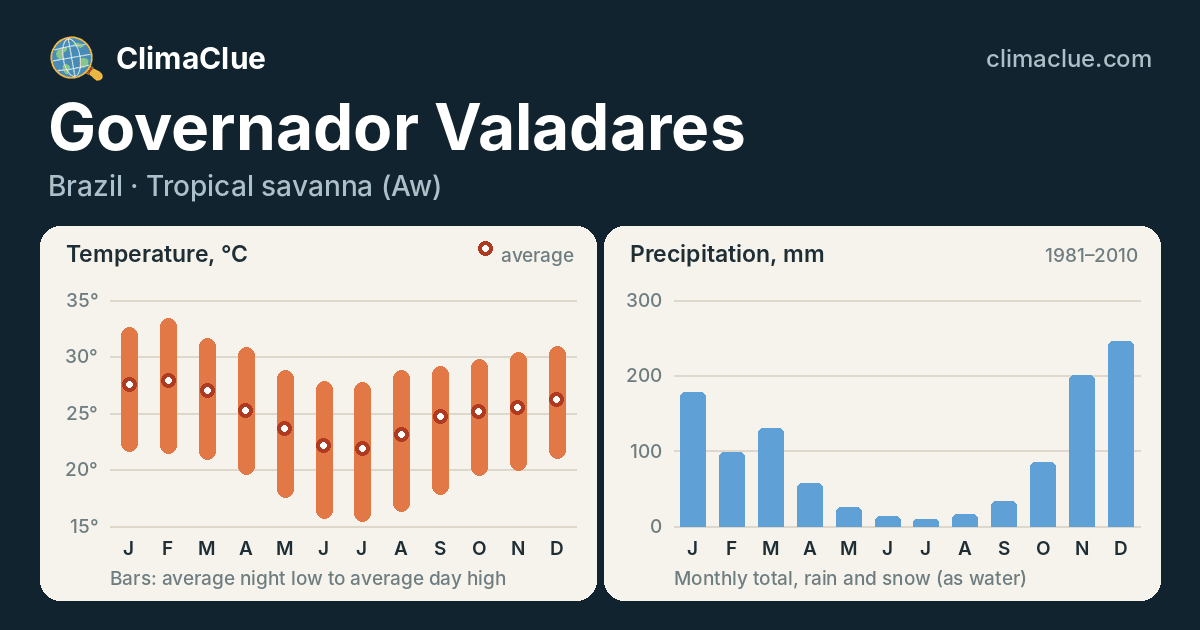 ClimaClue
climaclue.com
Governador Valadares
Brazil · Tropical savanna (Aw)
Temperature, °C
average
35°
30°
25°
20°
15°
J F M A M J J A S O N D
Bars: average night low to average day high
Precipitation, mm
1981–2010
300
200
100
0
J F M A M J J A S O N D
Monthly total, rain and snow (as water)